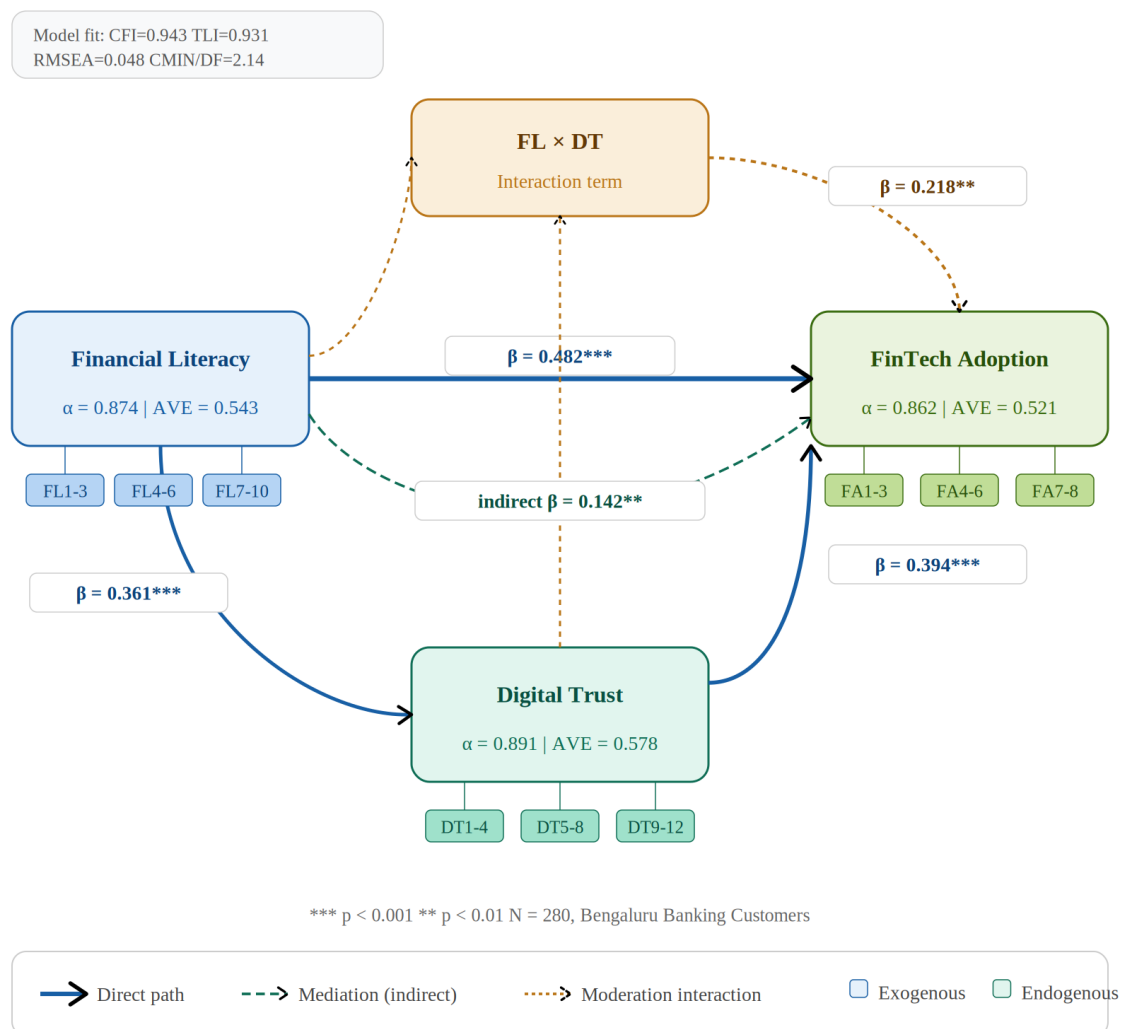 Model fit: CFI=0.943 TLI=0.931
RMSEA=0.048 CMIN/DF=2.14
FL × DT
Interaction term
β = 0.218**
β = 0.482***
Financial Literacy
α = 0.874 | AVE = 0.543
FinTech Adoption
α = 0.862 | AVE = 0.521
FL1-3
FL4-6
FL7-10
indirect β = 0.142**
FA1-3
FA4-6
FA7-8
β = 0.361***
β = 0.394***
Digital Trust
α = 0.891 | AVE = 0.578
DT1-4
DT5-8
DT9-12
*** p < 0.001 ** p < 0.01 N = 280, Bengaluru Banking Customers
Direct path
Mediation (indirect)
Moderation interaction
Exogenous
Endogenous